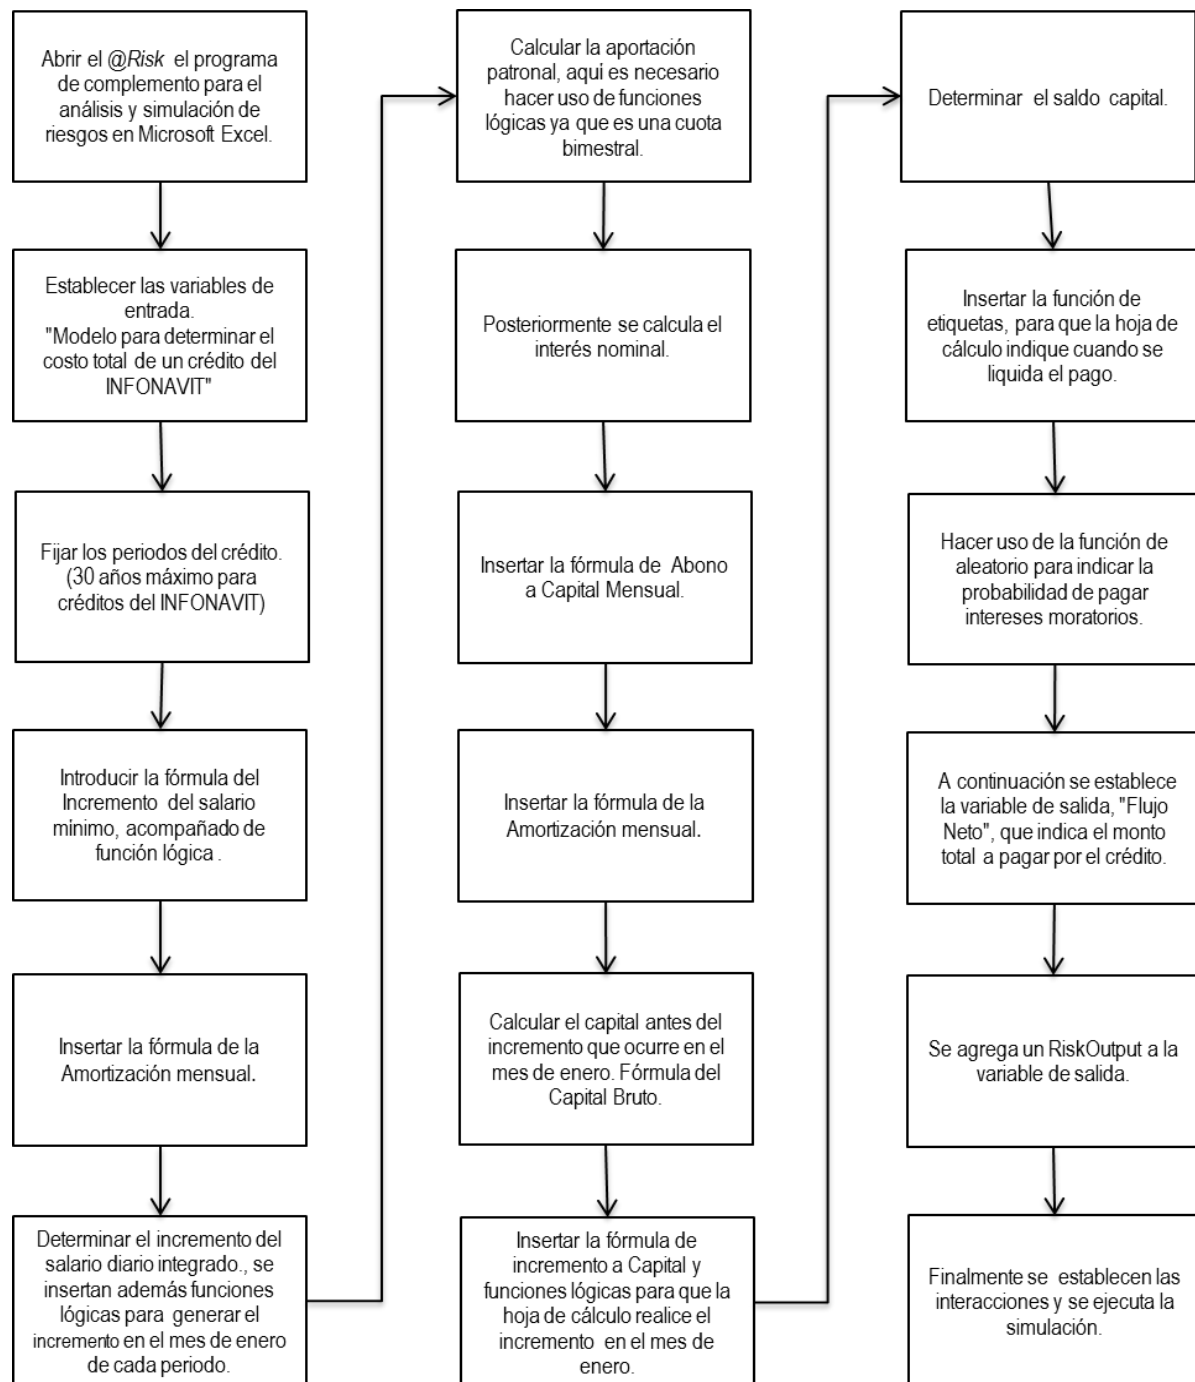 Abrir el @Risk el programa
de complemento para el
análisis y simulación de
riesgos en Microsoft Excel.
Establecer las variables de
entrada.
"Modelo para determinar el
costo total de un crédito del
INFONAVIT"
Fijar los periodos del crédito.
(30 años máximo para
créditos del INFONAVIT)
Introducir la fórmula del
Incremento del salario
mínimo, acompañado de
función lógica .
Insertar la fórmula de la
Amortización mensual.
Determinar el incremento del
salario diario integrado., se
insertan además funciones
lógicas para generar el
incremento en el mes de enero
de cada periodo.
Calcular la aportación
patronal, aquí es necesario
hacer uso de funciones
lógicas ya que es una cuota
bimestral.
Posteriormente se calcula el
interés nominal.
Insertar la fórmula de Abono
a Capital Mensual.
Insertar la fórmula de la
Amortización mensual.
Calcular el capital antes del
incremento que ocurre en el
mes de enero. Fórmula del
Capital Bruto.
Insertar la fórmula de
incremento a Capital y
funciones lógicas para que la
hoja de cálculo realice el
incremento en el mes de
enero.
Determinar el saldo capital.
Insertar la función de
etiquetas, para que la hoja de
cálculo indique cuando se
liquida el pago.
Hacer uso de la función de
aleatorio para indicar la
probabilidad de pagar
intereses moratorios.
A continuación se establece
la variable de salida, "Flujo
Neto", que indica el monto
total a pagar por el crédito.
Se agrega un RiskOutput a la
variable de salida.
Finalmente se establecen las
interacciones y se ejecuta la
simulación.